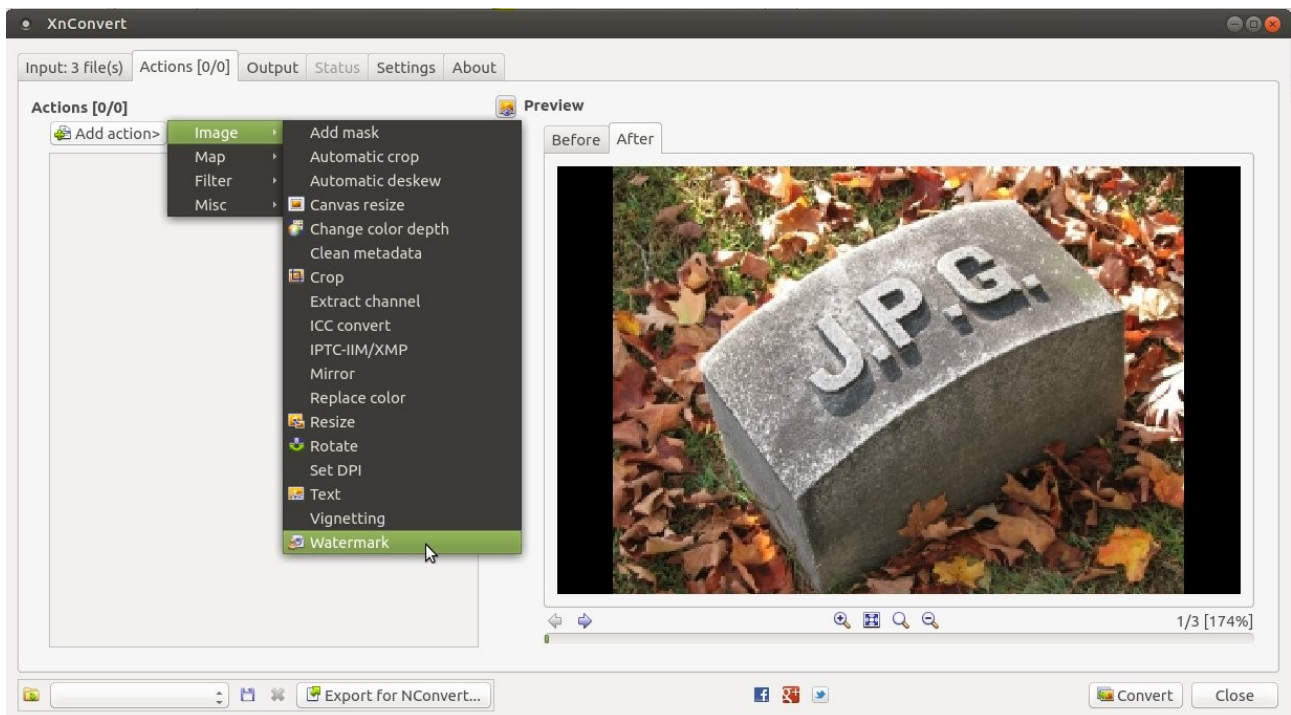 XnConvert
Input: 3 file(s) Actions [0/0] Output Status Settings About
Actions [0/0]
Preview
Add action>
Image
Map
Filter
Misc
Add mask
Automatic crop
Automatic deskew
Canvas resize
Change color depth
Clean metadata
Crop
Extract channel
ICC convert
IPTC-IIM/XMP
Mirror
Replace color
Resize
Rotate
Set DPI
Text
Vignetting
Watermark
Before After
J.P.G.
1/3 [174%]
Export for NConvert...
Convert Close